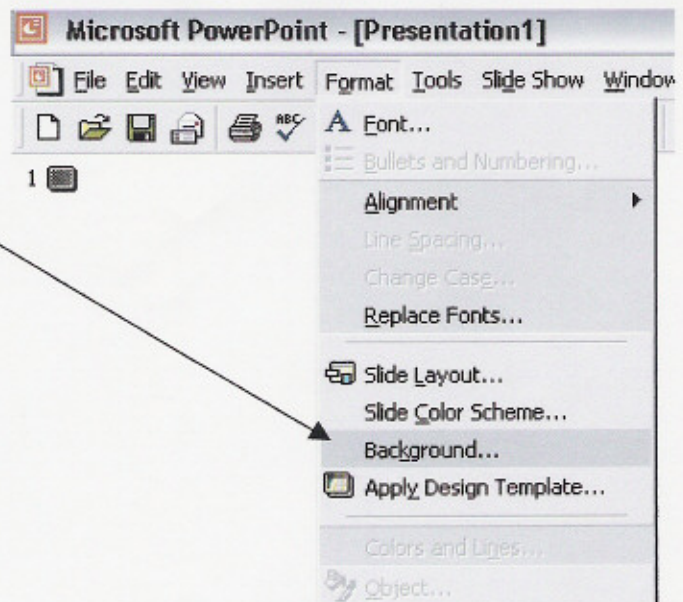 Microsoft PowerPoint - [Presentation1]
File Edit View Insert Format Tools Slide Show Window
ABC
A Font...
Bullets and Numbering...
1
Alignment
Line Spacing...
Change Case...
Replace Fonts...
Slide Layout...
Slide Color Scheme...
Background...
Apply Design Template...
Colors and Lines...
Object...